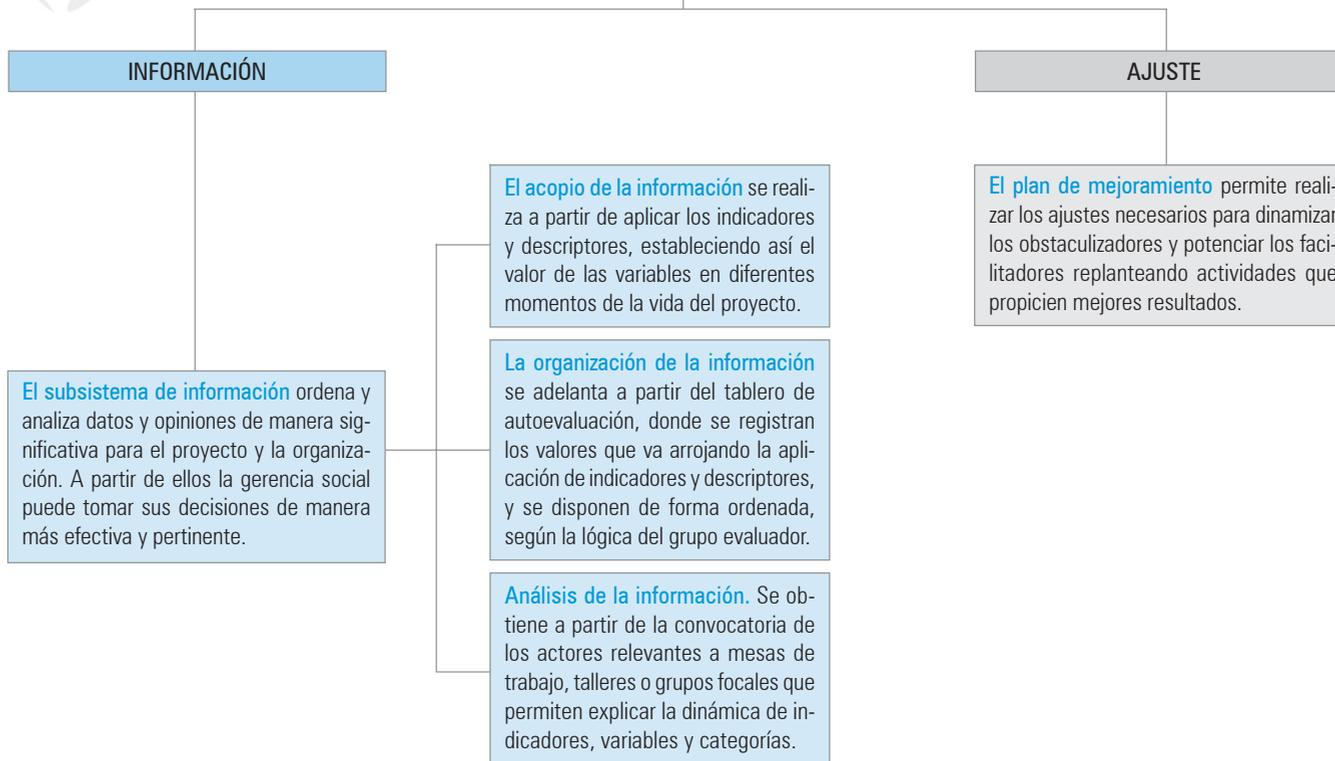 INFORMACIÓN
El subsistema de información ordena y
analiza datos y opiniones de manera sig-
nificativa para el proyecto y la organiza-
ción. A partir de ellos la gerencia social
puede tomar sus decisiones de manera
más efectiva y pertinente.
El acopio de la información se reali-
za a partir de aplicar los indicadores
y descriptores, estableciendo así el
valor de las variables en diferentes
momentos de la vida del proyecto.
La organización de la información
se adelanta a partir del tablero de
autoevaluación, donde se registran
los valores que va arrojando la apli-
cación de indicadores y descriptores,
y se disponen de forma ordenada,
según la lógica del grupo evaluador.
Análisis de la información. Se ob-
tiene a partir de la convocatoria de
los actores relevantes a mesas de
trabajo, talleres o grupos focales que
permiten explicar la dinámica de in-
dicadores, variables y categorías.
AJUSTE
El plan de mejoramiento permite reali-
zar los ajustes necesarios para dinamizar
los obstaculizadores y potenciar los faci-
litadores replanteando actividades que
propicien mejores resultados.